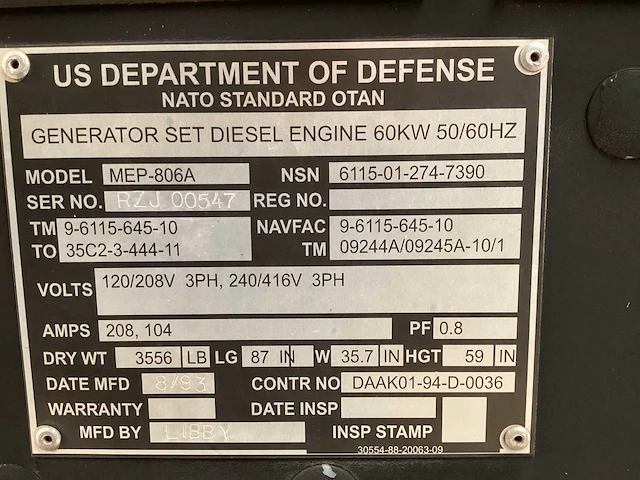 US DEPARTMENT OF DEFENSE
NATO STANDARD OTAN
GENERATOR SET DIESEL ENGINE 60KW 50/60HZ
MODEL MEP-806A NSN 6115-01-274-7390
SER NO. RZJ 00547 REG NO.
TM 9-6115-645-10 NAVFAC 9-6115-645-10
TO 35C2-3-444-11 TM 09244A/09245A-10/1
VOLTS 120/208V 3PH, 240/416V 3PH
AMPS 208, 104 PF 0.8
DRY WT 3556 LB LG 87 IN W 35.7 IN HGT 59 IN
DATE MFD 8/93 CONTR NO DAAK01-94-D-0036
WARRANTY DATE INSP
MFD BY LIBBY INSP STAMP
30554-88-20063-09